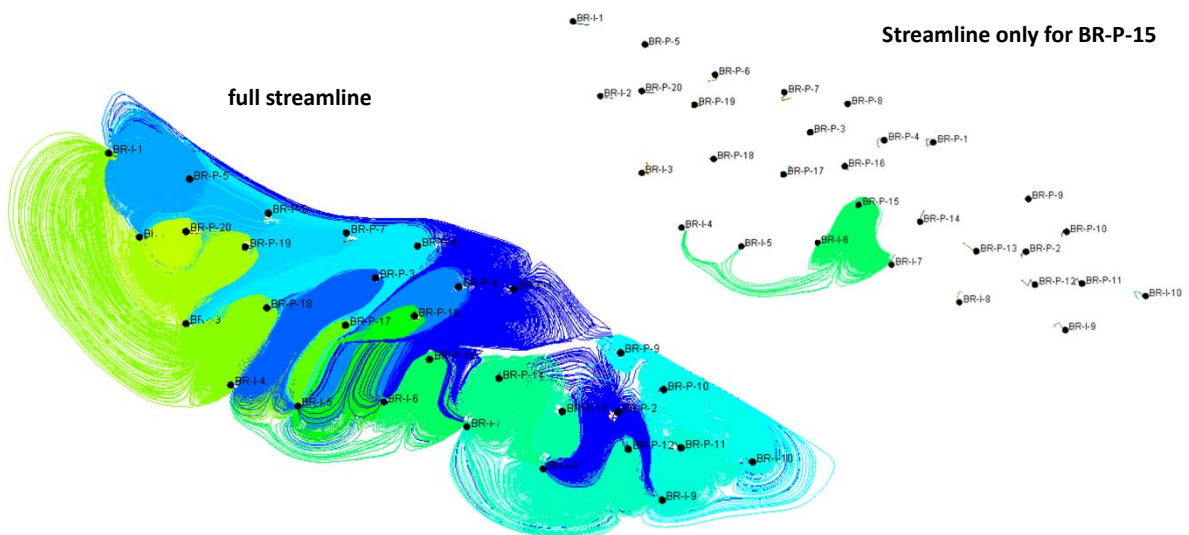 BR-I-1
Streamline only for BR-P-15
BR-P-5
BR-P-6
full streamline
BR-I-2
BR-P-20
BR-P-19
BR-P-7
BR-P-8
BR-P-3
BR-P-4
BR-P-1
BR-I-1
BR-P-5
BR-I-3
BR-P-18
BR-P-17
BR-P-16
BR-P-15
BR-P-9
BR-P-14
BR-P-10
BR-I-4
BR-I-5
BR-I-6
BR-I-7
BR-P-13
BR-P-2
BR-P-12
BR-P-11
BR-I-8
BR-I-10
BR-I-9
BR-P-20
BR-P-19
BR-P-7
BR-P-3
BR-P-18
BR-P-17
BR-P-9
BR-P-14
BR-P-10
BR-I-4
BR-I-5
BR-I-6
BR-P-2
BR-P-12
BR-P-11
BR-I-10
BR-I-9